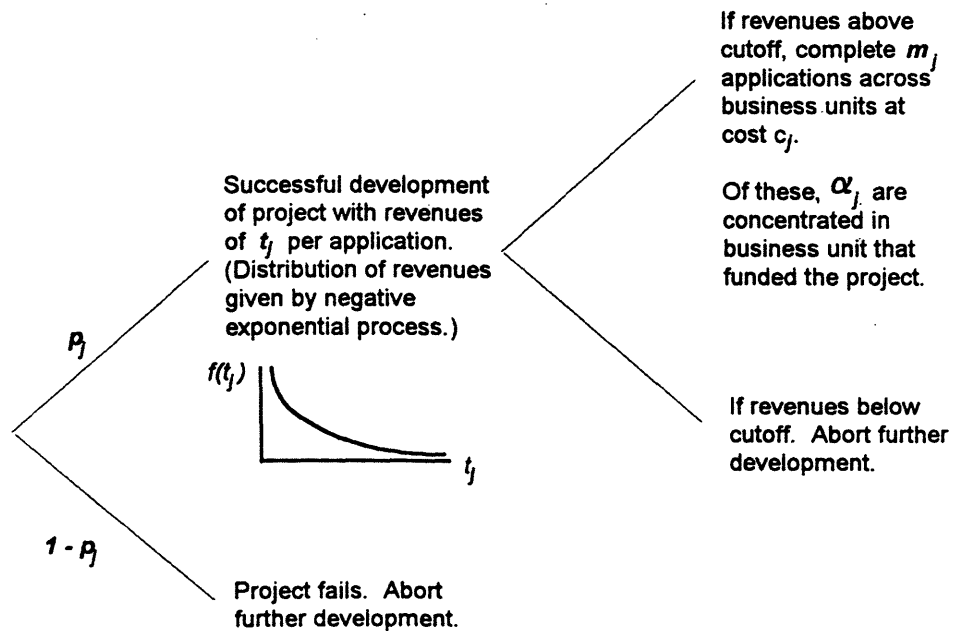 If revenues above
cutoff, complete m_j
applications across
business units at
cost c_j.
Of these, α_j are
concentrated in
business unit that
funded the project.
Successful development
of project with revenues
of t_j per application.
(Distribution of revenues
given by negative
exponential process.)
p_j
f(t_j)
t_j
If revenues below
cutoff. Abort further
development.
1 - p_j
Project fails. Abort
further development.